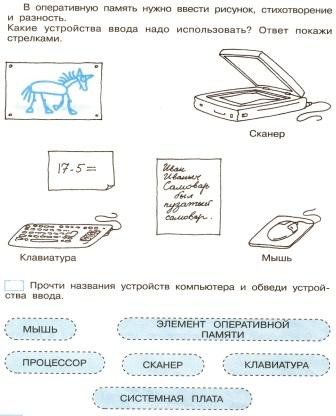 В оперативную память нужно ввести рисунок, стихотворение
и разность.
Какие устройства ввода надо использовать? Ответ покажи
стрелками.
Сканер
17-5=
Иван
Иваныч
Самовар
был
пузатый
самовар.
Клавиатура
Мышь
Прочти названия устройств компьютера и обведи устрой-
ства ввода.
МЫШЬ
ЭЛЕМЕНТ ОПЕРАТИВНОЙ
ПАМЯТИ
ПРОЦЕССОР
СКАНЕР
КЛАВИАТУРА
СИСТЕМНАЯ ПЛАТА